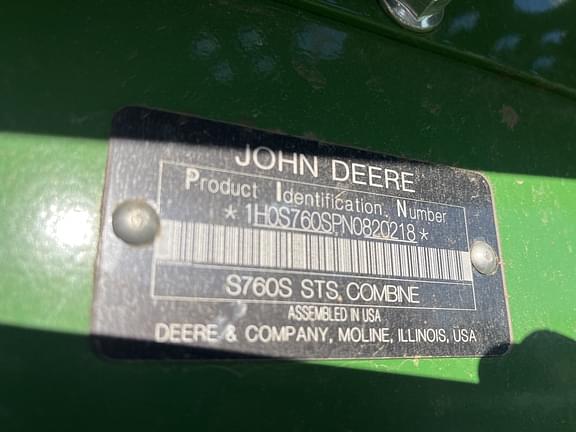 JOHN DEERE
Product Identification Number
*1H0S760SPN0820218*
S760S STS COMBINE
ASSEMBLED IN USA
DEERE & COMPANY, MOLINE, ILLINOIS, USA